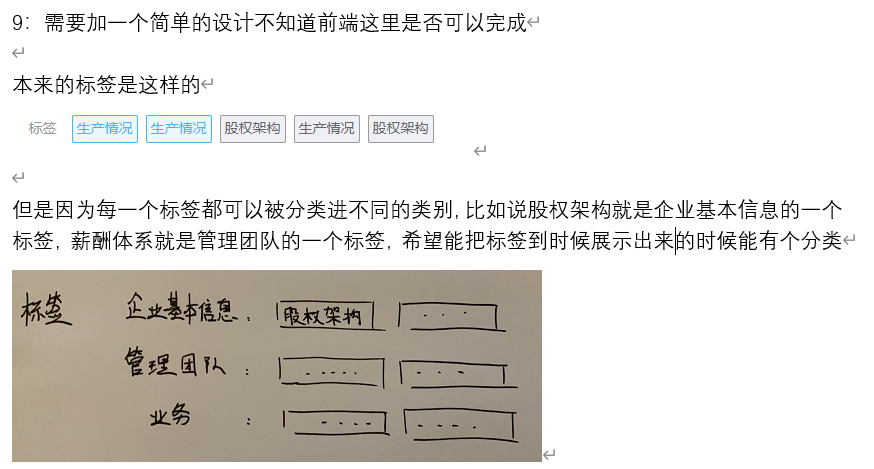 9：需要加一个简单的设计不知道前端这里是否可以完成
本来的标签是这样的
标签 生产情况 生产情况 股权架构 生产情况 股权架构
但是因为每一个标签都可以被分类进不同的类别，比如说股权架构就是企业基本信息的一个
标签，薪酬体系就是管理团队的一个标签，希望能把标签到时候展示出来的时候能有个分类
标签 企业基本信息： 股权架构 ...
管理团队： ..... ...
业务： .... ....